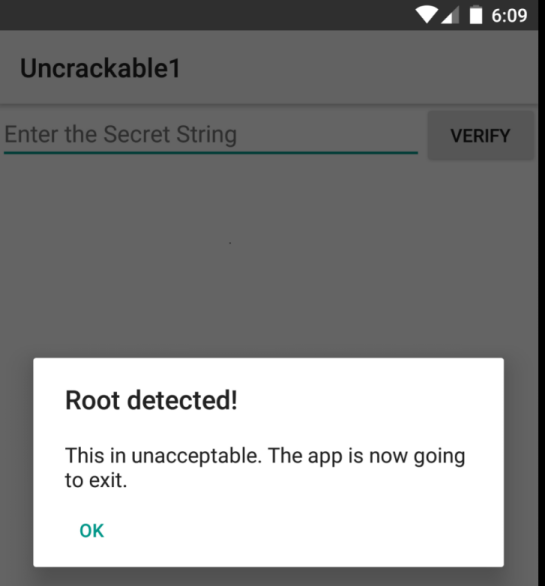 6:09
Uncrackable1
Enter the Secret String
VERIFY
Root detected!
This in unacceptable. The app is now going
to exit.
OK